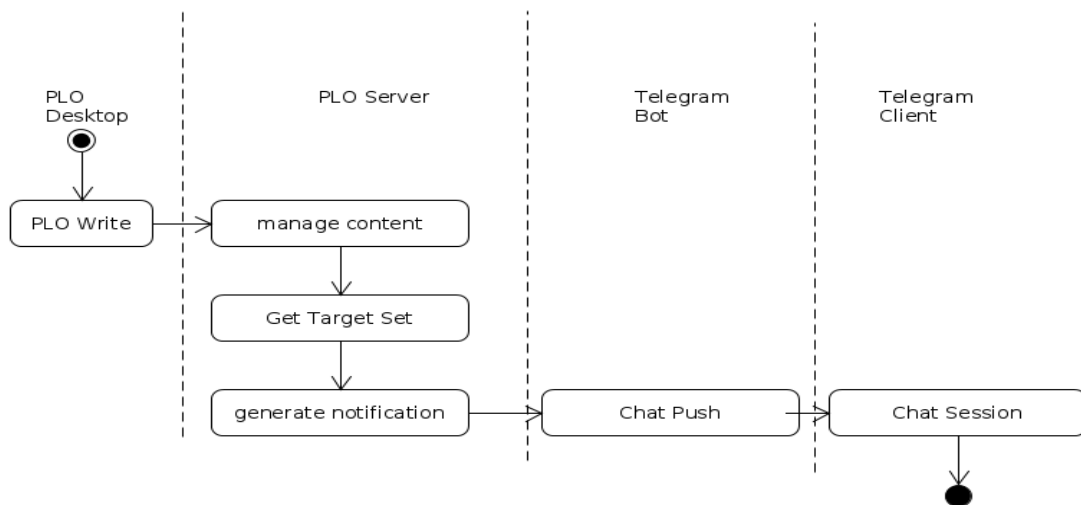 PLO
Desktop
PLO Server
Telegram
Bot
Telegram
Client
PLO Write
manage content
Get Target Set
generate notification
Chat Push
Chat Session